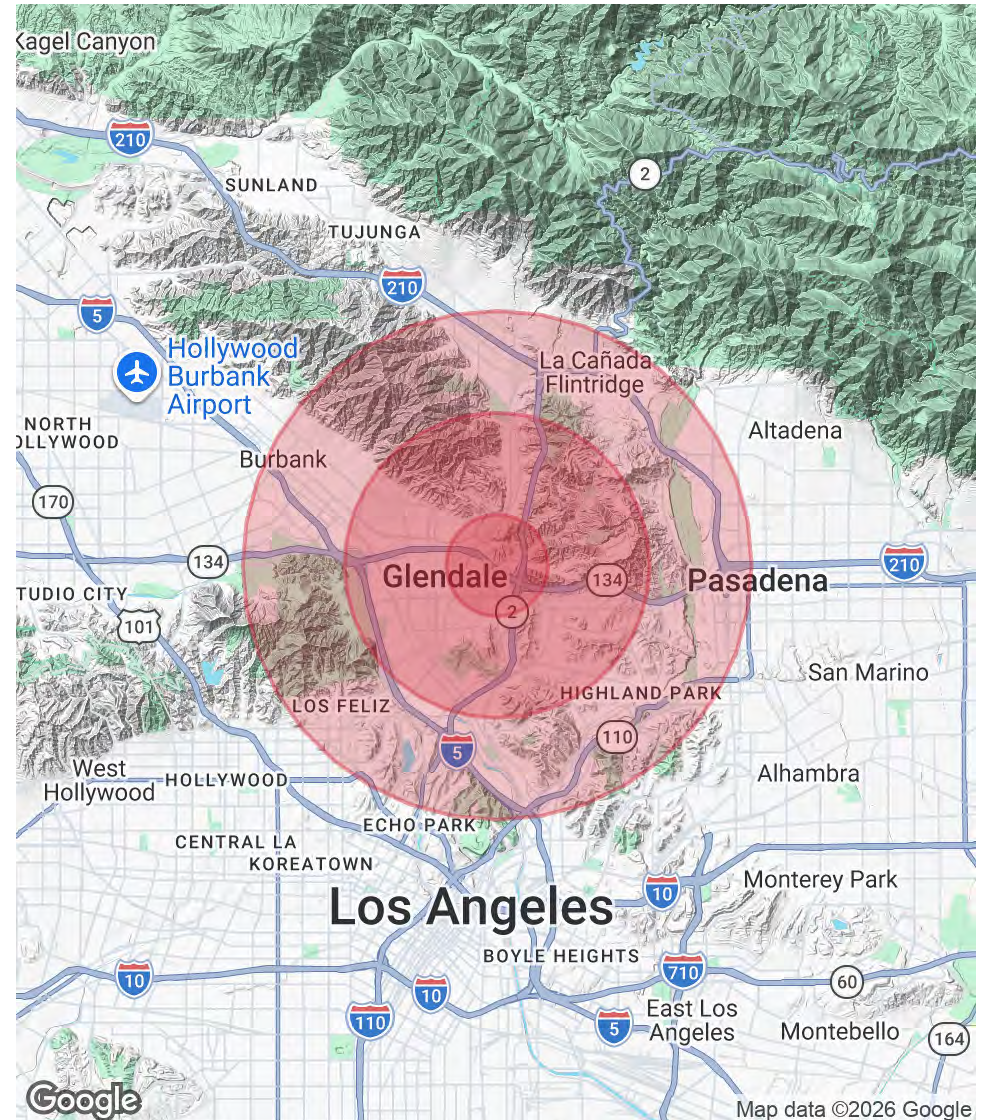 Kagel Canyon
210
2
SUNLAND
TUJUNGA
210
5
Hollywood
Burbank
Airport
La Cañada
Flintridge
NORTH
OLLYWOOD
Altadena
Burbank
170
134
210
Glendale
134
Pasadena
TUDIO CITY
2
101
San Marino
HIGHLAND PARK
LOS FELIZ
110
5
West
Hollywood
HOLLYWOOD
Alhambra
ECHO PARK
CENTRAL LA
KOREATOWN
Monterey Park
10
Los Angeles
BOYLE HEIGHTS
710
10
60
10
110
5
East Los
Angeles
Montebello
164
Google
Map data ©2026 Google